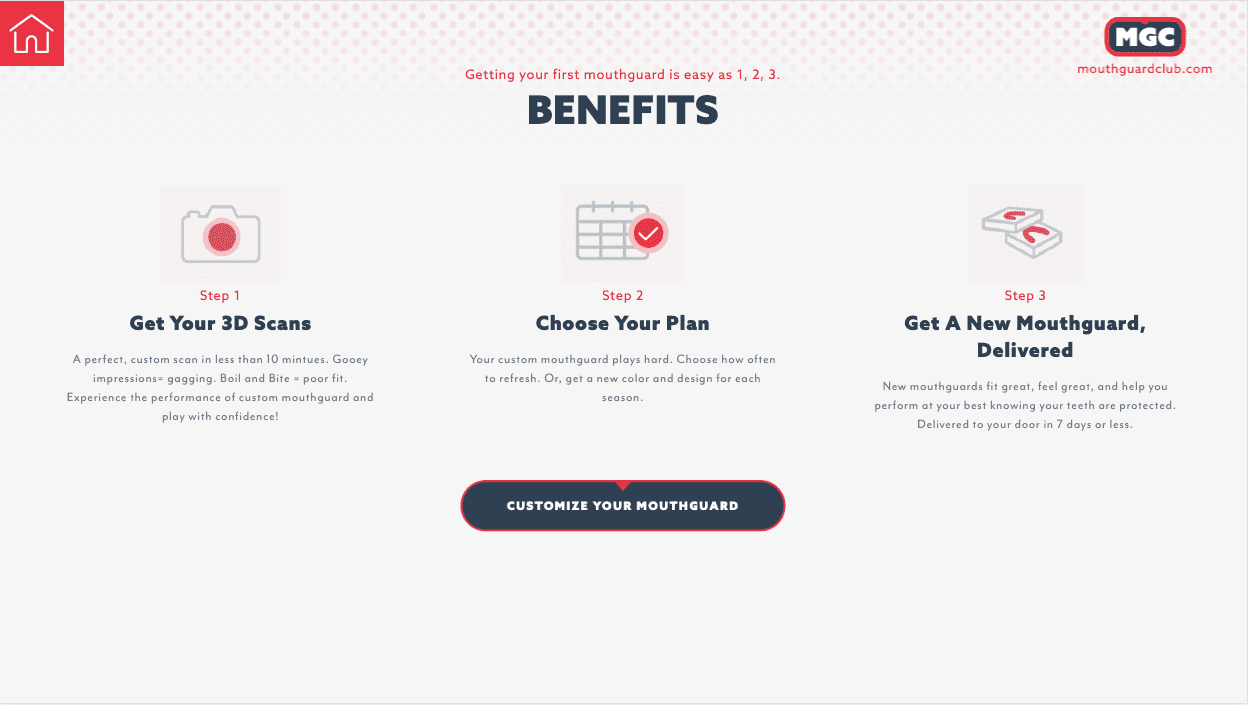 MGC
mouthguardclub.com
Getting your first mouthguard is easy as 1, 2, 3.
BENEFITS
Step 1
Get Your 3D Scans
A perfect, custom scan in less than 10 mintues. Gooey
impressions= gagging. Boil and Bite = poor fit.
Experience the performance of custom mouthguard and
play with confidence!
Step 2
Choose Your Plan
Your custom mouthguard plays hard. Choose how often
to refresh. Or, get a new color and design for each
season.
Step 3
Get A New Mouthguard,
Delivered
New mouthguards fit great, feel great, and help you
perform at your best knowing your teeth are protected.
Delivered to your door in 7 days or less.
CUSTOMIZE YOUR MOUTHGUARD